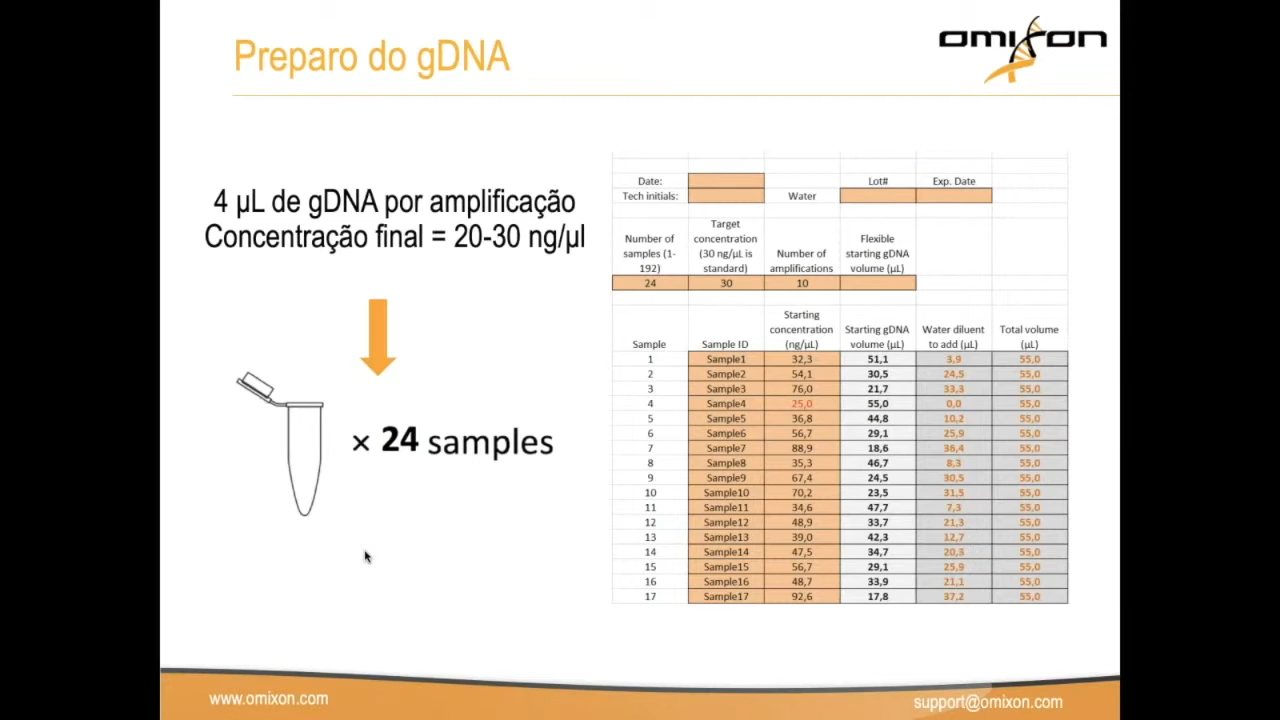 Preparo do gDNA
omixon
4 µL de gDNA por amplificação
Concentração final = 20-30 ng/µl
× 24 samples
Date: Lot# Exp. Date
Tech initials: Water
Number of samples (1-192) Target concentration (30 ng/µL is standard) Number of amplifications Flexible starting gDNA volume (µL)
24 30 10
Sample Sample ID Starting concentration (ng/µL) Starting gDNA volume (µL) Water diluent to add (µL) Total volume (µL)
1 Sample1 32,3 51,1 3,9 55,0
2 Sample2 54,1 30,5 24,5 55,0
3 Sample3 76,0 21,7 33,3 55,0
4 Sample4 25,0 55,0 0,0 55,0
5 Sample5 36,8 44,8 10,2 55,0
6 Sample6 56,7 29,1 25,9 55,0
7 Sample7 88,9 18,6 36,4 55,0
8 Sample8 35,3 46,7 8,3 55,0
9 Sample9 67,4 24,5 30,5 55,0
10 Sample10 70,2 23,5 31,5 55,0
11 Sample11 34,6 47,7 7,3 55,0
12 Sample12 48,9 33,7 21,3 55,0
13 Sample13 39,0 42,3 12,7 55,0
14 Sample14 47,5 34,7 20,3 55,0
15 Sample15 56,7 29,1 25,9 55,0
16 Sample16 48,7 33,9 21,1 55,0
17 Sample17 92,6 17,8 37,2 55,0
www.omixon.com
support@omixon.com